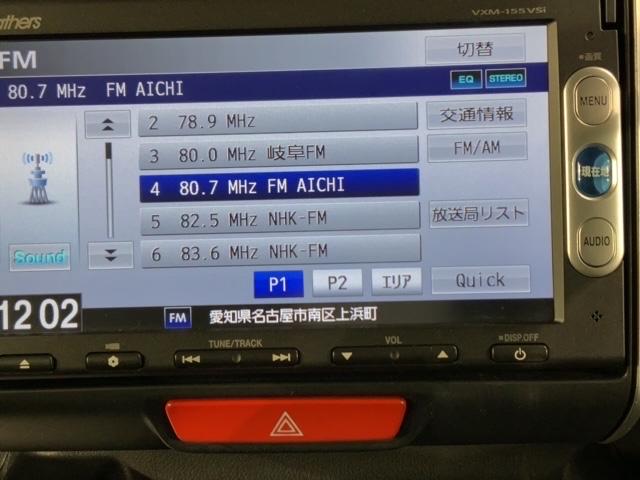 athers
VXM-155VSi
FM
切替
80.7 MHz FM AICHI
EQ
STEREO
画質
MENU
2 78.9 MHz
交通情報
3 80.0 MHz 岐阜FM
FM/AM
4 80.7 MHz FM AICHI
現在地
5 82.5 MHz NHK-FM
放送局リスト
6 83.6 MHz NHK-FM
AUDIO
Sound
P1
P2
エリア
Quick
12 02
FM
愛知県名古屋市南区上浜町
TUNE/TRACK
VOL
DISP.OFF